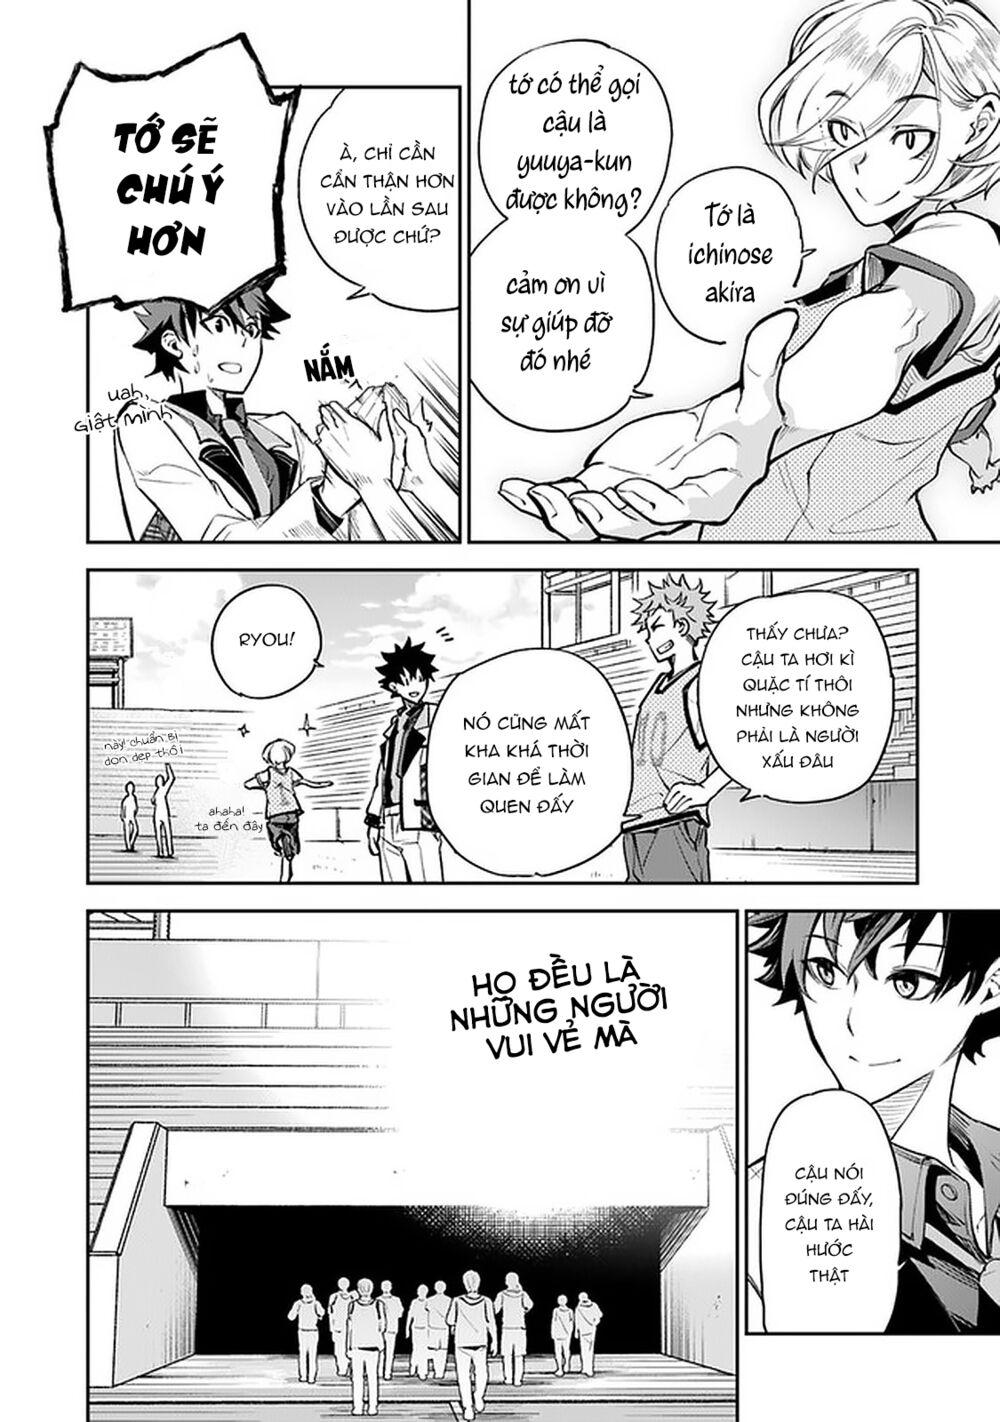 tớ có thể gọi
cậu là
yuuya-kun
được không?
cảm ơn vì
sự giúp đỡ
đó nhé
Tớ là
ichinose
akira
À, chỉ cần
cẩn thận hơn
vào lần sau
được chứ?
TỚ SẼ
CHÚ Ý
HƠN
NẮM
uah,
Giật mình
THẤY CHƯA?
CẬU TA HƠI KÌ
QUẶC TÍ THÔI
NHƯNG KHÔNG
PHẢI LÀ NGƯỜI
XẤU ĐÂU
NÓ CŨNG MẤT
KHA KHÁ THỜI
GIAN ĐỂ LÀM
QUEN ĐẤY
RYOU!
này! chuẩn bị
dọn dẹp thôi
ahaha!
ta đến đây
CẬU NÓI
ĐÚNG ĐẤY,
CẬU TA HÀI
HƯỚC
THẬT
HỌ ĐỀU LÀ
NHỮNG NGƯỜI
VUI VẺ MÀ